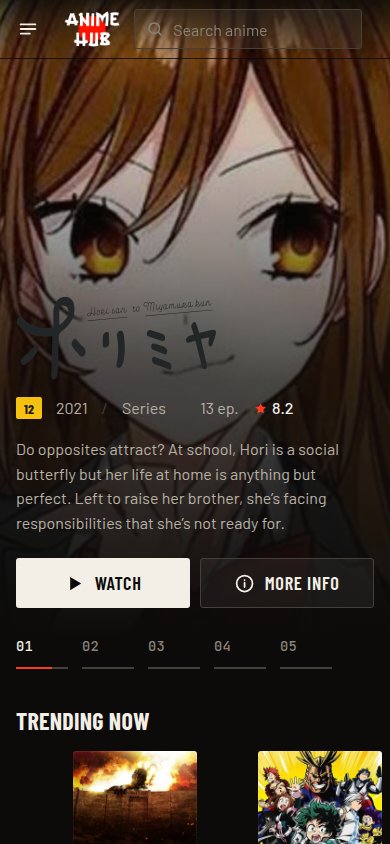 ANIME
HUB
Search anime
Hori san to Miyamura kun
ホリミヤ
12 2021 / Series 13 ep. 8.2
Do opposites attract? At school, Hori is a social
butterfly but her life at home is anything but
perfect. Left to raise her brother, she’s facing
responsibilities that she’s not ready for.
WATCH
MORE INFO
01 02 03 04 05
TRENDING NOW